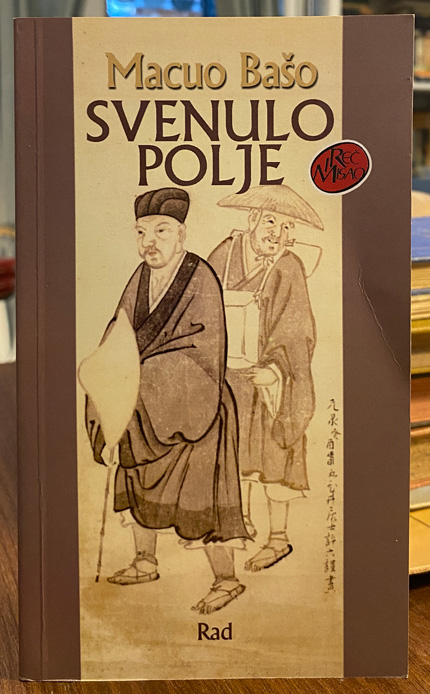 Macuo Bašo
SVENULO
POLJE
REČ
I
MISAO
Rad